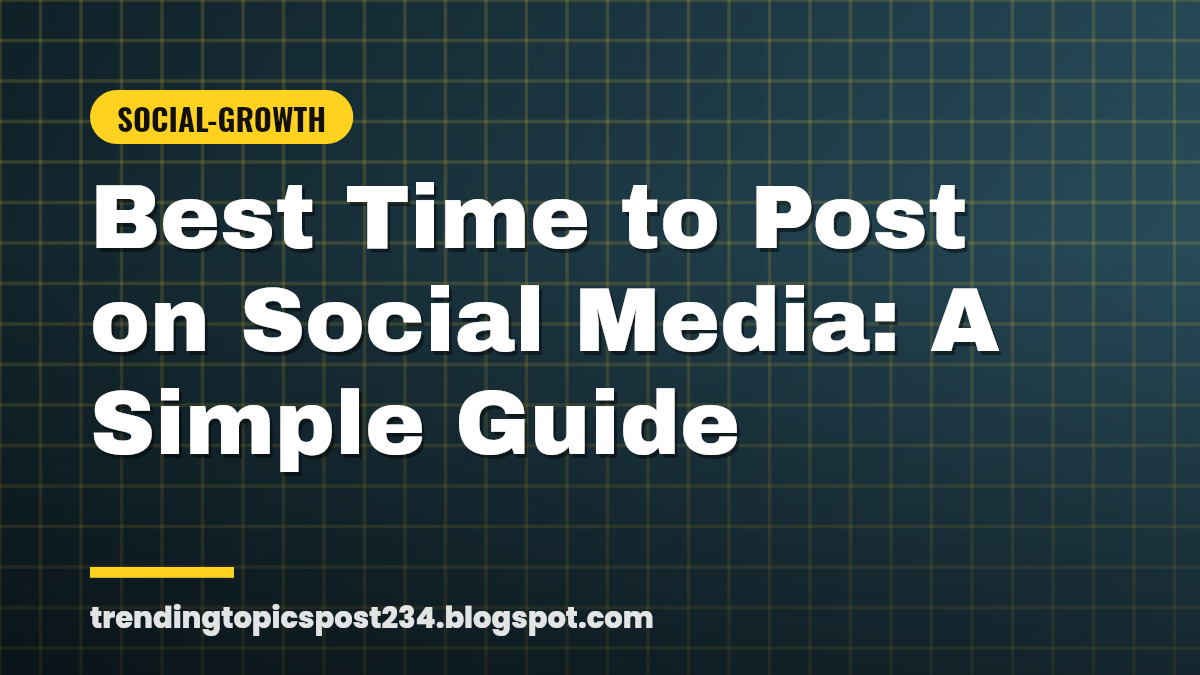 SOCIAL-GROWTH
Best Time to Post
on Social Media: A
Simple Guide
trendingtopicspost234.blogspot.com